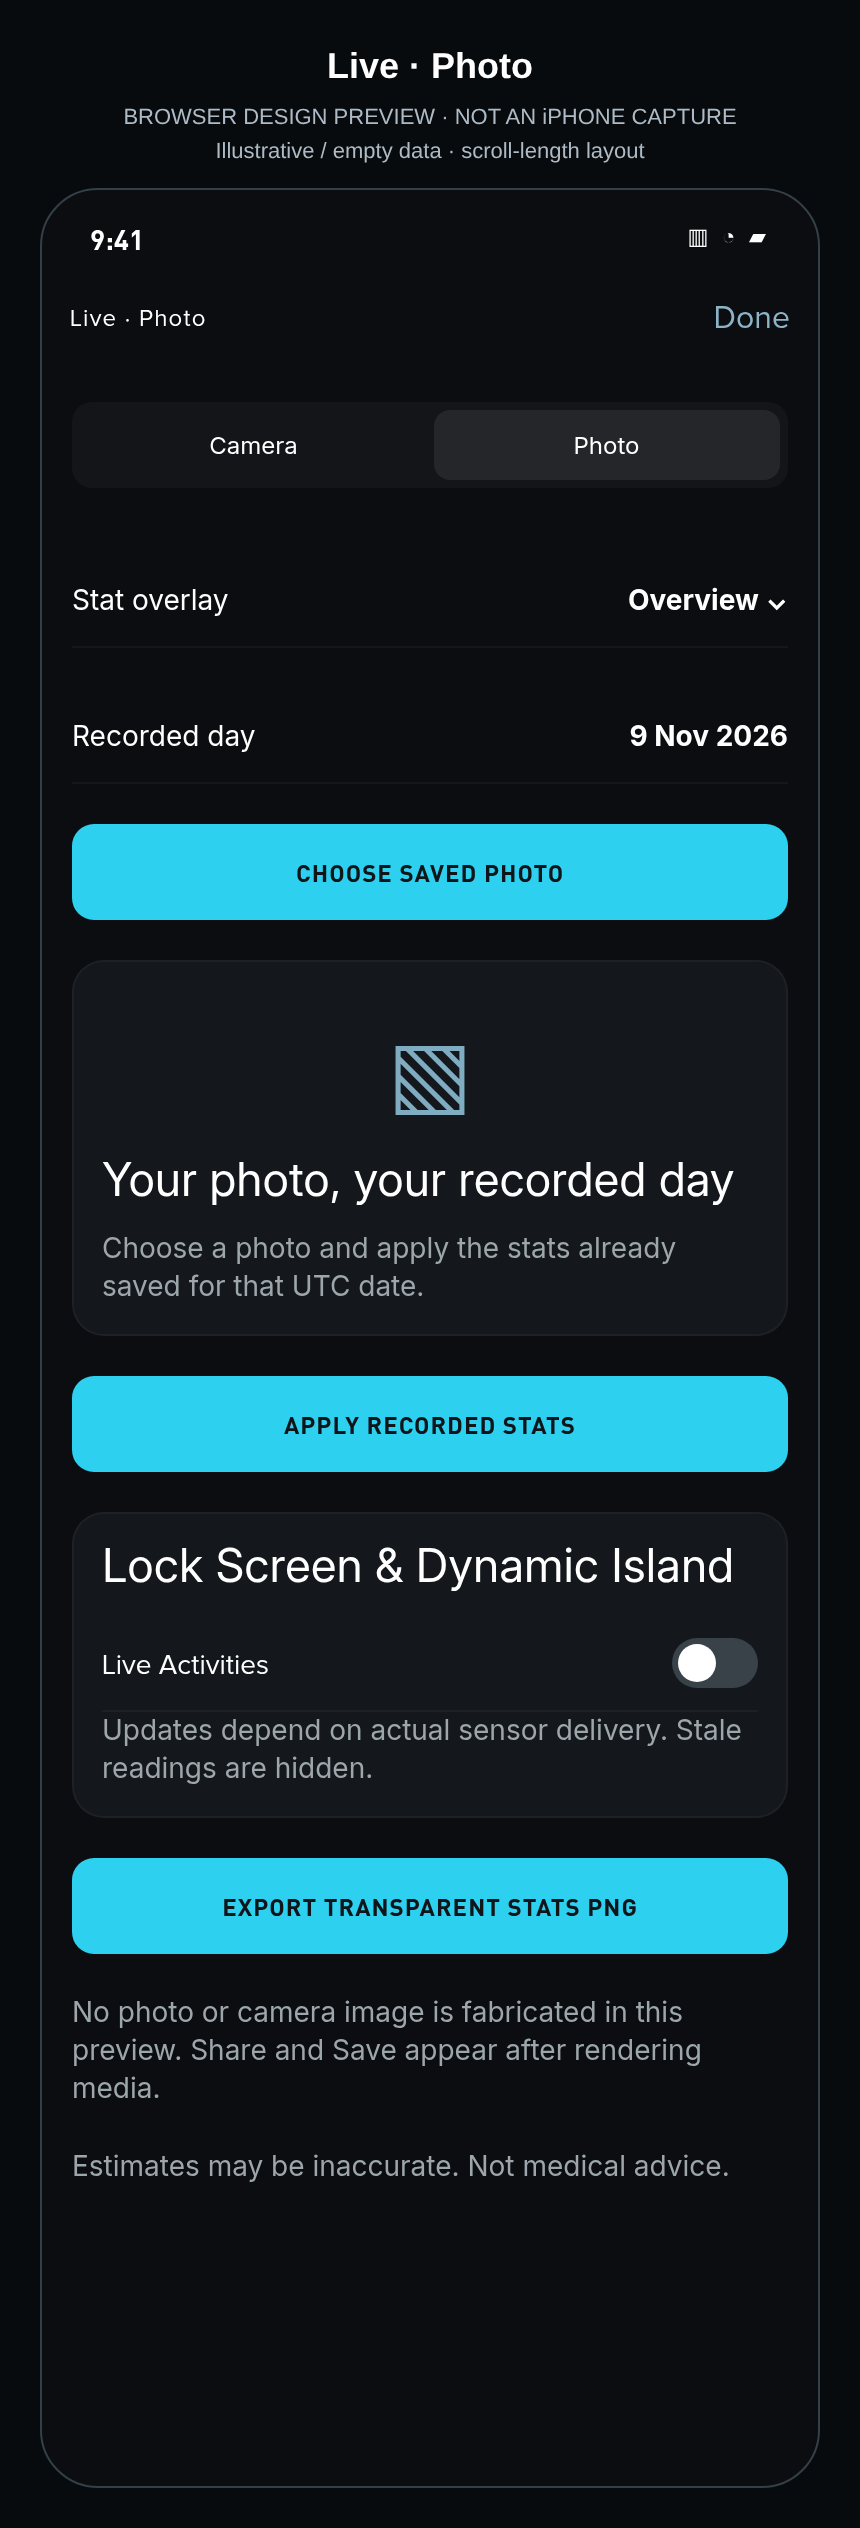 Live · Photo
BROWSER DESIGN PREVIEW · NOT AN iPHONE CAPTURE
Illustrative / empty data · scroll-length layout
9:41
Live · Photo
Done
Camera
Photo
Stat overlay
Overview
Recorded day
9 Nov 2026
CHOOSE SAVED PHOTO
Your photo, your recorded day
Choose a photo and apply the stats already
saved for that UTC date.
APPLY RECORDED STATS
Lock Screen & Dynamic Island
Live Activities
Updates depend on actual sensor delivery. Stale
readings are hidden.
EXPORT TRANSPARENT STATS PNG
No photo or camera image is fabricated in this
preview. Share and Save appear after rendering
media.
Estimates may be inaccurate. Not medical advice.